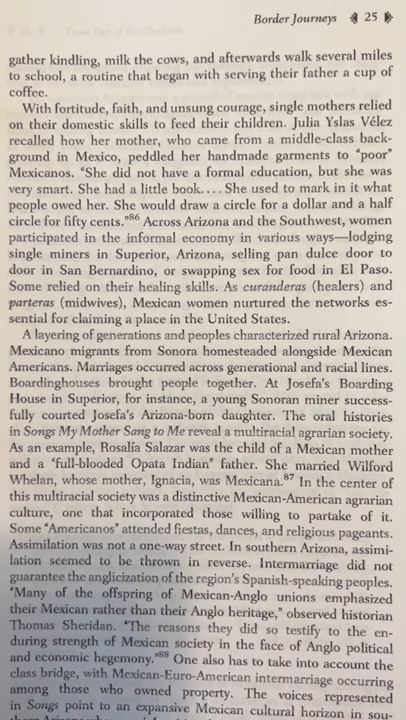 Border Journeys 25
gather kindling, milk the cows, and afterwards walk several miles
to school, a routine that began with serving their father a cup of
coffee.
With fortitude, faith, and unsung courage, single mothers relied
on their domestic skills to feed their children. Julia Yslas Vélez
recalled how her mother, who came from a middle-class back-
ground in Mexico, peddled her handmade garments to "poor"
Mexicanos. "She did not have a formal education, but she was
very smart. She had a little book. . . . She used to mark in it what
people owed her. She would draw a circle for a dollar and a half
circle for fifty cents."86 Across Arizona and the Southwest, women
participated in the informal economy in various ways—lodging
single miners in Superior, Arizona, selling pan dulce door to
door in San Bernardino, or swapping sex for food in El Paso.
Some relied on their healing skills. As curanderas (healers) and
parteras (midwives), Mexican women nurtured the networks es-
sential for claiming a place in the United States.
A layering of generations and peoples characterized rural Arizona.
Mexicano migrants from Sonora homesteaded alongside Mexican
Americans. Marriages occurred across generational and racial lines.
Boardinghouses brought people together. At Josefa's Boarding
House in Superior, for instance, a young Sonoran miner success-
fully courted Josefa's Arizona-born daughter. The oral histories
in Songs My Mother Sang to Me reveal a multiracial agrarian society.
As an example, Rosalía Salazar was the child of a Mexican mother
and a "full-blooded Opata Indian" father. She married Wilford
Whelan, whose mother, Ignacia, was Mexicana.87 In the center of
this multiracial society was a distinctive Mexican-American agrarian
culture, one that incorporated those willing to partake of it.
Some "Americanos" attended fiestas, dances, and religious pageants.
Assimilation was not a one-way street. In southern Arizona, assimi-
lation seemed to be thrown in reverse. Intermarriage did not
guarantee the anglicization of the region's Spanish-speaking peoples.
"Many of the offspring of Mexican-Anglo unions emphasized
their Mexican rather than their Anglo heritage," observed historian
Thomas Sheridan. "The reasons they did so testify to the en-
during strength of Mexican society in the face of Anglo political
and economic hegemony."88 One also has to take into account the
class bridge, with Mexican-Euro-American intermarriage occurring
among those who owned property. The voices represented
in Songs point to an expansive Mexican cultural horizon in sou-